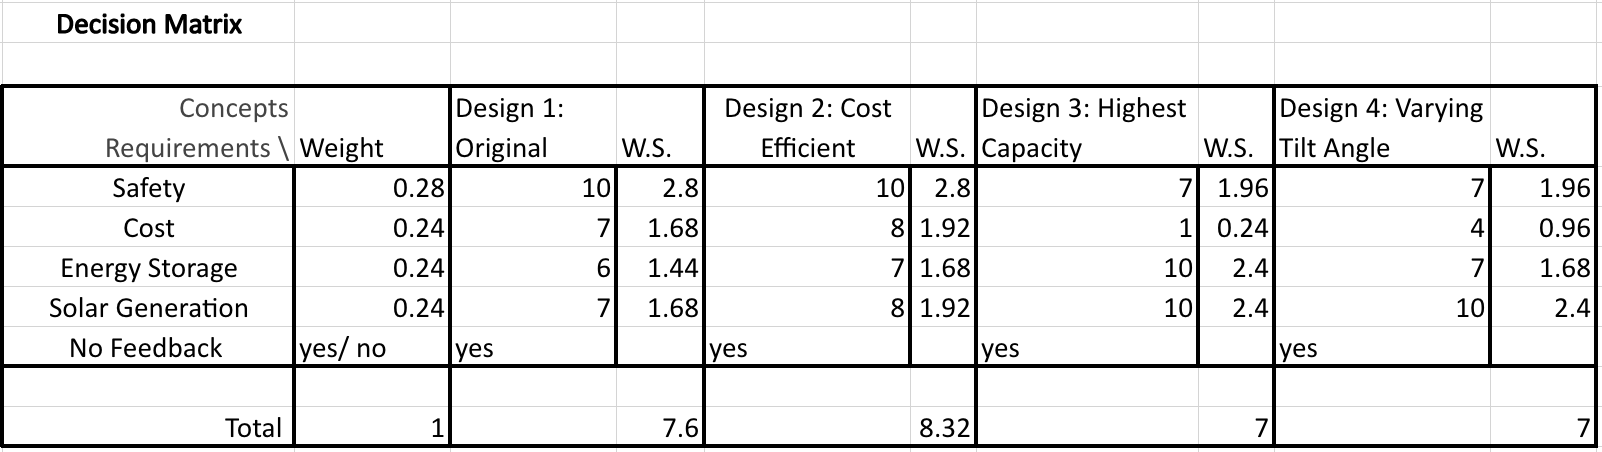 Decision Matrix
Concepts Design 1: Design 2: Cost Design 3: Highest Design 4: Varying
Requirements \ Weight Original W.S. Efficient W.S. Capacity W.S. Tilt Angle W.S.
Safety 0.28 10 2.8 10 2.8 7 1.96 7 1.96
Cost 0.24 7 1.68 8 1.92 1 0.24 4 0.96
Energy Storage 0.24 6 1.44 7 1.68 10 2.4 7 1.68
Solar Generation 0.24 7 1.68 8 1.92 10 2.4 10 2.4
No Feedback yes/ no yes yes yes yes
Total 1 7.6 8.32 7 7